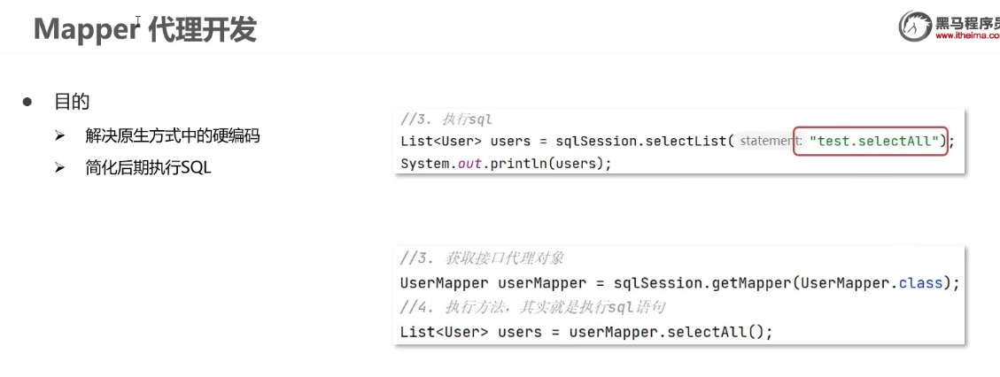 Mapper 代理开发
黑马程序员
www.itheima.com
目的
解决原生方式中的硬编码
简化后期执行SQL
//3. 执行sql
List<User> users = sqlSession.selectList( statement: "test.selectAll");
System.out.println(users);
//3. 获取接口代理对象
UserMapper userMapper = sqlSession.getMapper(UserMapper.class);
//4. 执行方法，其实就是执行sql语句
List<User> users = userMapper.selectAll();